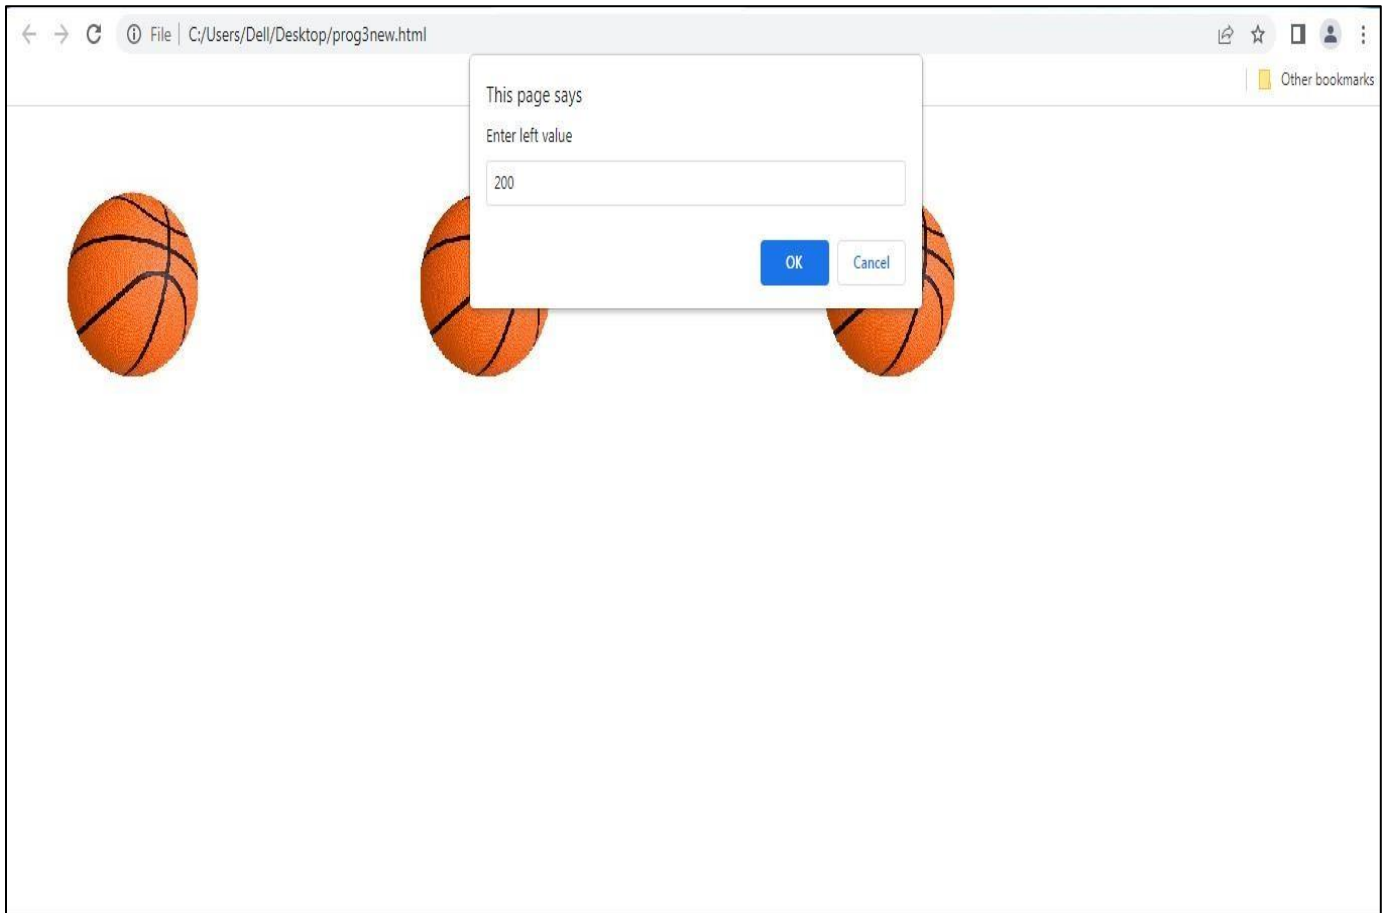 File | C:/Users/Dell/Desktop/prog3new.html
Other bookmarks
This page says
Enter left value
200
OK Cancel